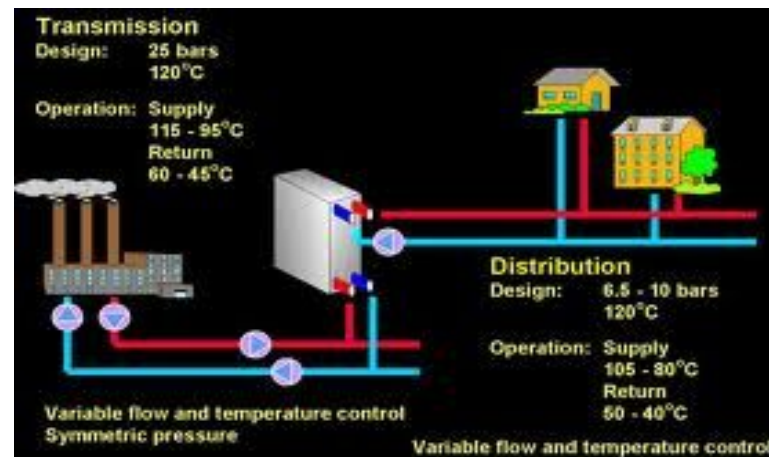 Transmission
Design: 25 bars
120°C
Operation: Supply
115 - 95°C
Return
60 - 45°C
Distribution
Design: 6.5 - 10 bars
120°C
Operation: Supply
105 - 80°C
Return
50 - 40°C
Variable flow and temperature control
Symmetric pressure
Variable flow and temperature control